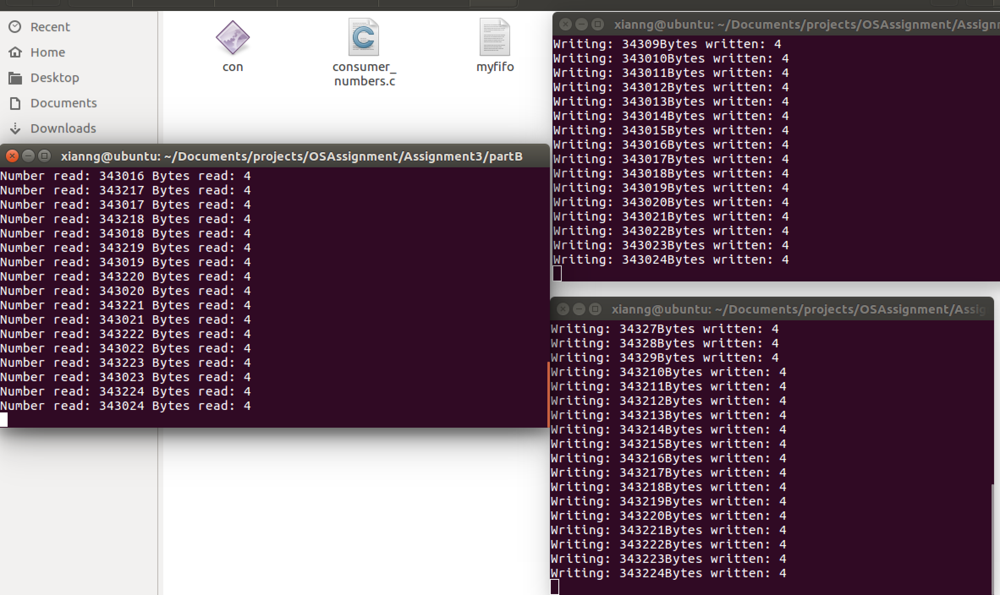 Recent
Home
Desktop
Documents
Downloads
con
consumer_
numbers.c
myfifo
xianng@ubuntu: ~/Documents/projects/OSAssignment/Assignment3/partB
Number read: 343016 Bytes read: 4
Number read: 343217 Bytes read: 4
Number read: 343017 Bytes read: 4
Number read: 343218 Bytes read: 4
Number read: 343018 Bytes read: 4
Number read: 343219 Bytes read: 4
Number read: 343019 Bytes read: 4
Number read: 343220 Bytes read: 4
Number read: 343020 Bytes read: 4
Number read: 343221 Bytes read: 4
Number read: 343021 Bytes read: 4
Number read: 343222 Bytes read: 4
Number read: 343022 Bytes read: 4
Number read: 343223 Bytes read: 4
Number read: 343023 Bytes read: 4
Number read: 343224 Bytes read: 4
Number read: 343024 Bytes read: 4
xianng@ubuntu: ~/Documents/projects/OSAssignment/Assign
Writing: 34309Bytes written: 4
Writing: 343010Bytes written: 4
Writing: 343011Bytes written: 4
Writing: 343012Bytes written: 4
Writing: 343013Bytes written: 4
Writing: 343014Bytes written: 4
Writing: 343015Bytes written: 4
Writing: 343016Bytes written: 4
Writing: 343017Bytes written: 4
Writing: 343018Bytes written: 4
Writing: 343019Bytes written: 4
Writing: 343020Bytes written: 4
Writing: 343021Bytes written: 4
Writing: 343022Bytes written: 4
Writing: 343023Bytes written: 4
Writing: 343024Bytes written: 4
xianng@ubuntu: ~/Documents/projects/OSAssignment/Assig
Writing: 34327Bytes written: 4
Writing: 34328Bytes written: 4
Writing: 34329Bytes written: 4
Writing: 343210Bytes written: 4
Writing: 343211Bytes written: 4
Writing: 343212Bytes written: 4
Writing: 343213Bytes written: 4
Writing: 343214Bytes written: 4
Writing: 343215Bytes written: 4
Writing: 343216Bytes written: 4
Writing: 343217Bytes written: 4
Writing: 343218Bytes written: 4
Writing: 343219Bytes written: 4
Writing: 343220Bytes written: 4
Writing: 343221Bytes written: 4
Writing: 343222Bytes written: 4
Writing: 343223Bytes written: 4
Writing: 343224Bytes written: 4